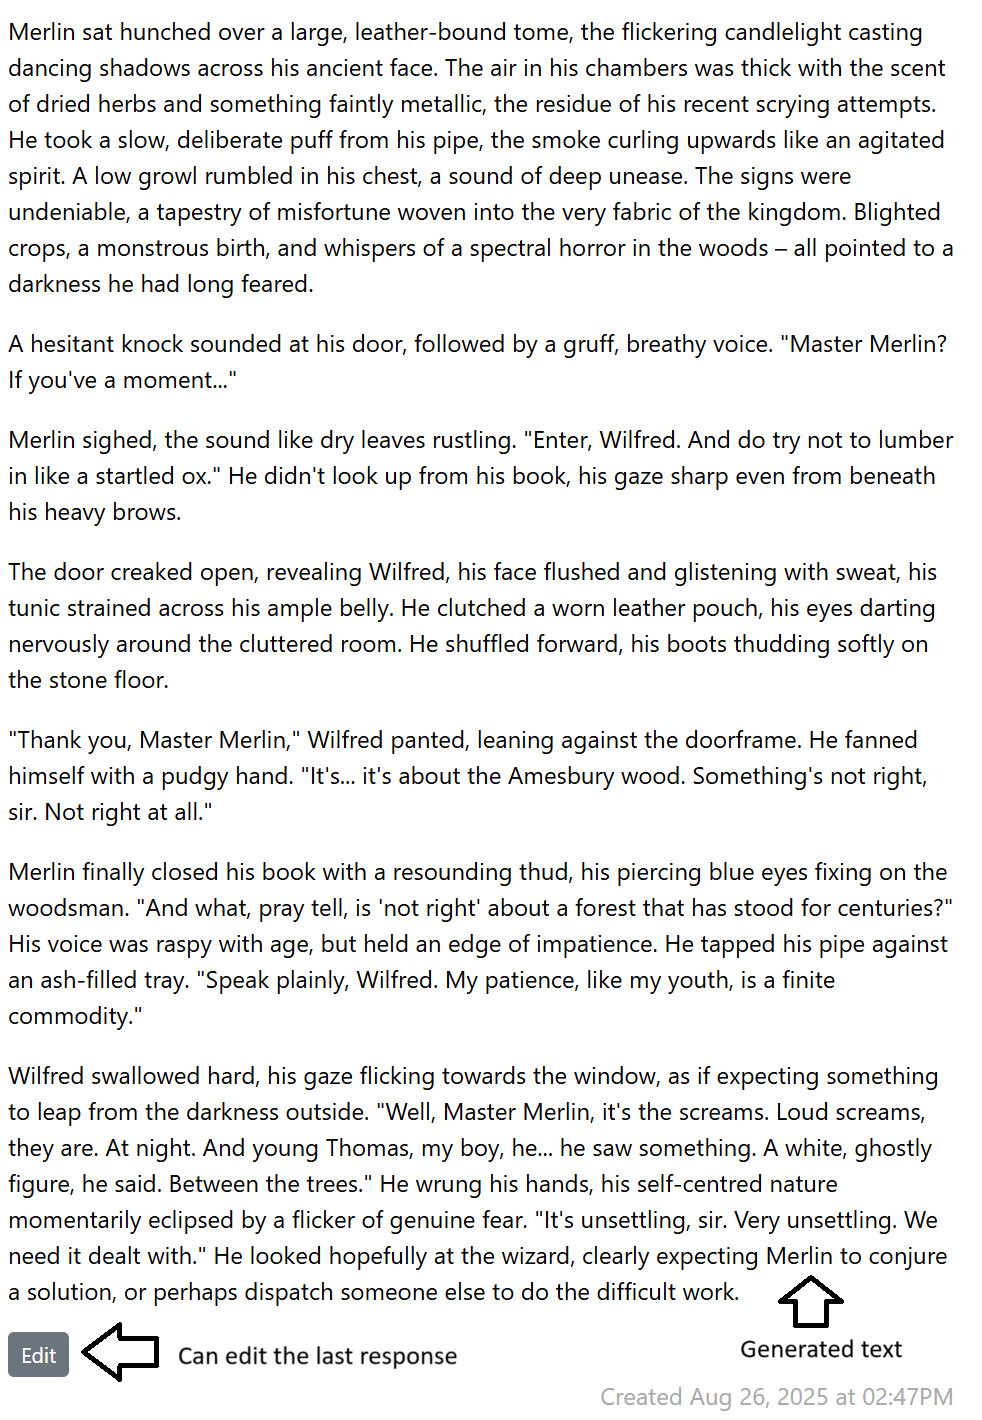 Merlin sat hunched over a large, leather-bound tome, the flickering candlelight casting
dancing shadows across his ancient face. The air in his chambers was thick with the scent
of dried herbs and something faintly metallic, the residue of his recent scrying attempts.
He took a slow, deliberate puff from his pipe, the smoke curling upwards like an agitated
spirit. A low growl rumbled in his chest, a sound of deep unease. The signs were
undeniable, a tapestry of misfortune woven into the very fabric of the kingdom. Blighted
crops, a monstrous birth, and whispers of a spectral horror in the woods – all pointed to a
darkness he had long feared.
A hesitant knock sounded at his door, followed by a gruff, breathy voice. "Master Merlin?
If you've a moment..."
Merlin sighed, the sound like dry leaves rustling. "Enter, Wilfred. And do try not to lumber
in like a startled ox." He didn't look up from his book, his gaze sharp even from beneath
his heavy brows.
The door creaked open, revealing Wilfred, his face flushed and glistening with sweat, his
tunic strained across his ample belly. He clutched a worn leather pouch, his eyes darting
nervously around the cluttered room. He shuffled forward, his boots thudding softly on
the stone floor.
"Thank you, Master Merlin," Wilfred panted, leaning against the doorframe. He fanned
himself with a pudgy hand. "It's... it's about the Amesbury wood. Something's not right,
sir. Not right at all."
Merlin finally closed his book with a resounding thud, his piercing blue eyes fixing on the
woodsman. "And what, pray tell, is 'not right' about a forest that has stood for centuries?"
His voice was raspy with age, but held an edge of impatience. He tapped his pipe against
an ash-filled tray. "Speak plainly, Wilfred. My patience, like my youth, is a finite
commodity."
Wilfred swallowed hard, his gaze flicking towards the window, as if expecting something
to leap from the darkness outside. "Well, Master Merlin, it's the screams. Loud screams,
they are. At night. And young Thomas, my boy, he... he saw something. A white, ghostly
figure, he said. Between the trees." He wrung his hands, his self-centred nature
momentarily eclipsed by a flicker of genuine fear. "It's unsettling, sir. Very unsettling. We
need it dealt with." He looked hopefully at the wizard, clearly expecting Merlin to conjure
a solution, or perhaps dispatch someone else to do the difficult work.
Edit
Can edit the last response
Generated text
Created Aug 26, 2025 at 02:47PM